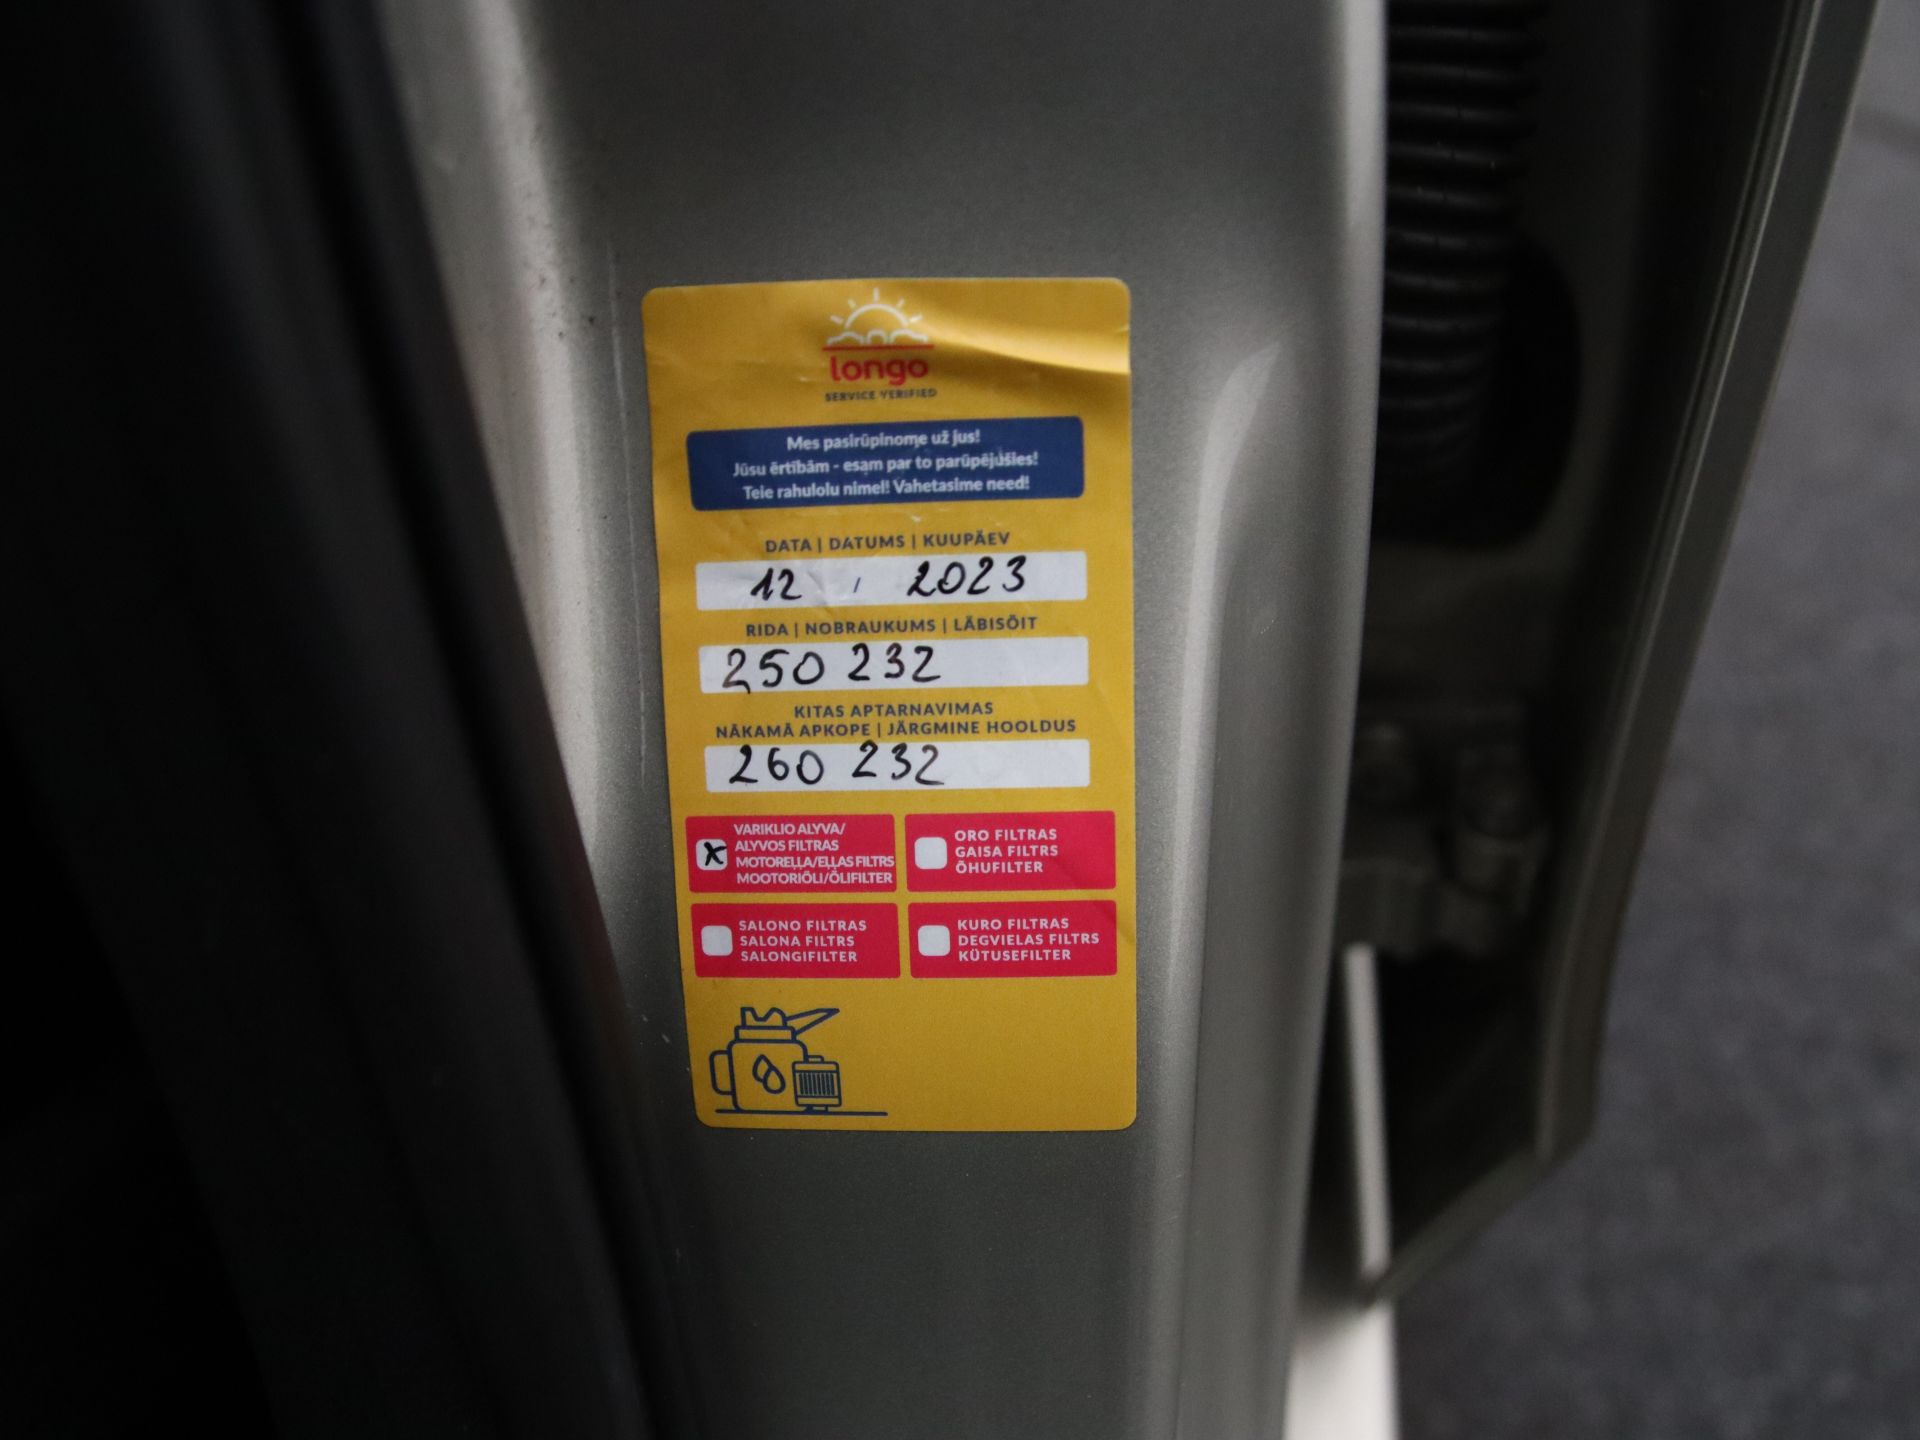 longo
SERVICE VERIFIED
Mes pasirūpinome už jus!
Jūsu ērtībām - esam par to parūpējušies!
Teie rahulolu nimel! Vahetasime need!
DATA | DATUMS | KUUPÄEV
12 , 2023
RIDA | NOBRAUKUMS | LÄBISÕIT
250 232
KITAS APTARNAVIMAS
NĀKAMĀ APKOPE | JÄRGMINE HOOLDUS
260 232
X VARIKLIO ALYVA/
ALYVOS FILTRAS
MOTOREĻĻA/EĻĻAS FILTRS
MOOTORIÕLI/ÕLIFILTER
ORO FILTRAS
GAISA FILTRS
ÕHUFILTER
SALONO FILTRAS
SALONA FILTRS
SALONGIFILTER
KURO FILTRAS
DEGVIELAS FILTRS
KÜTUSEFILTER